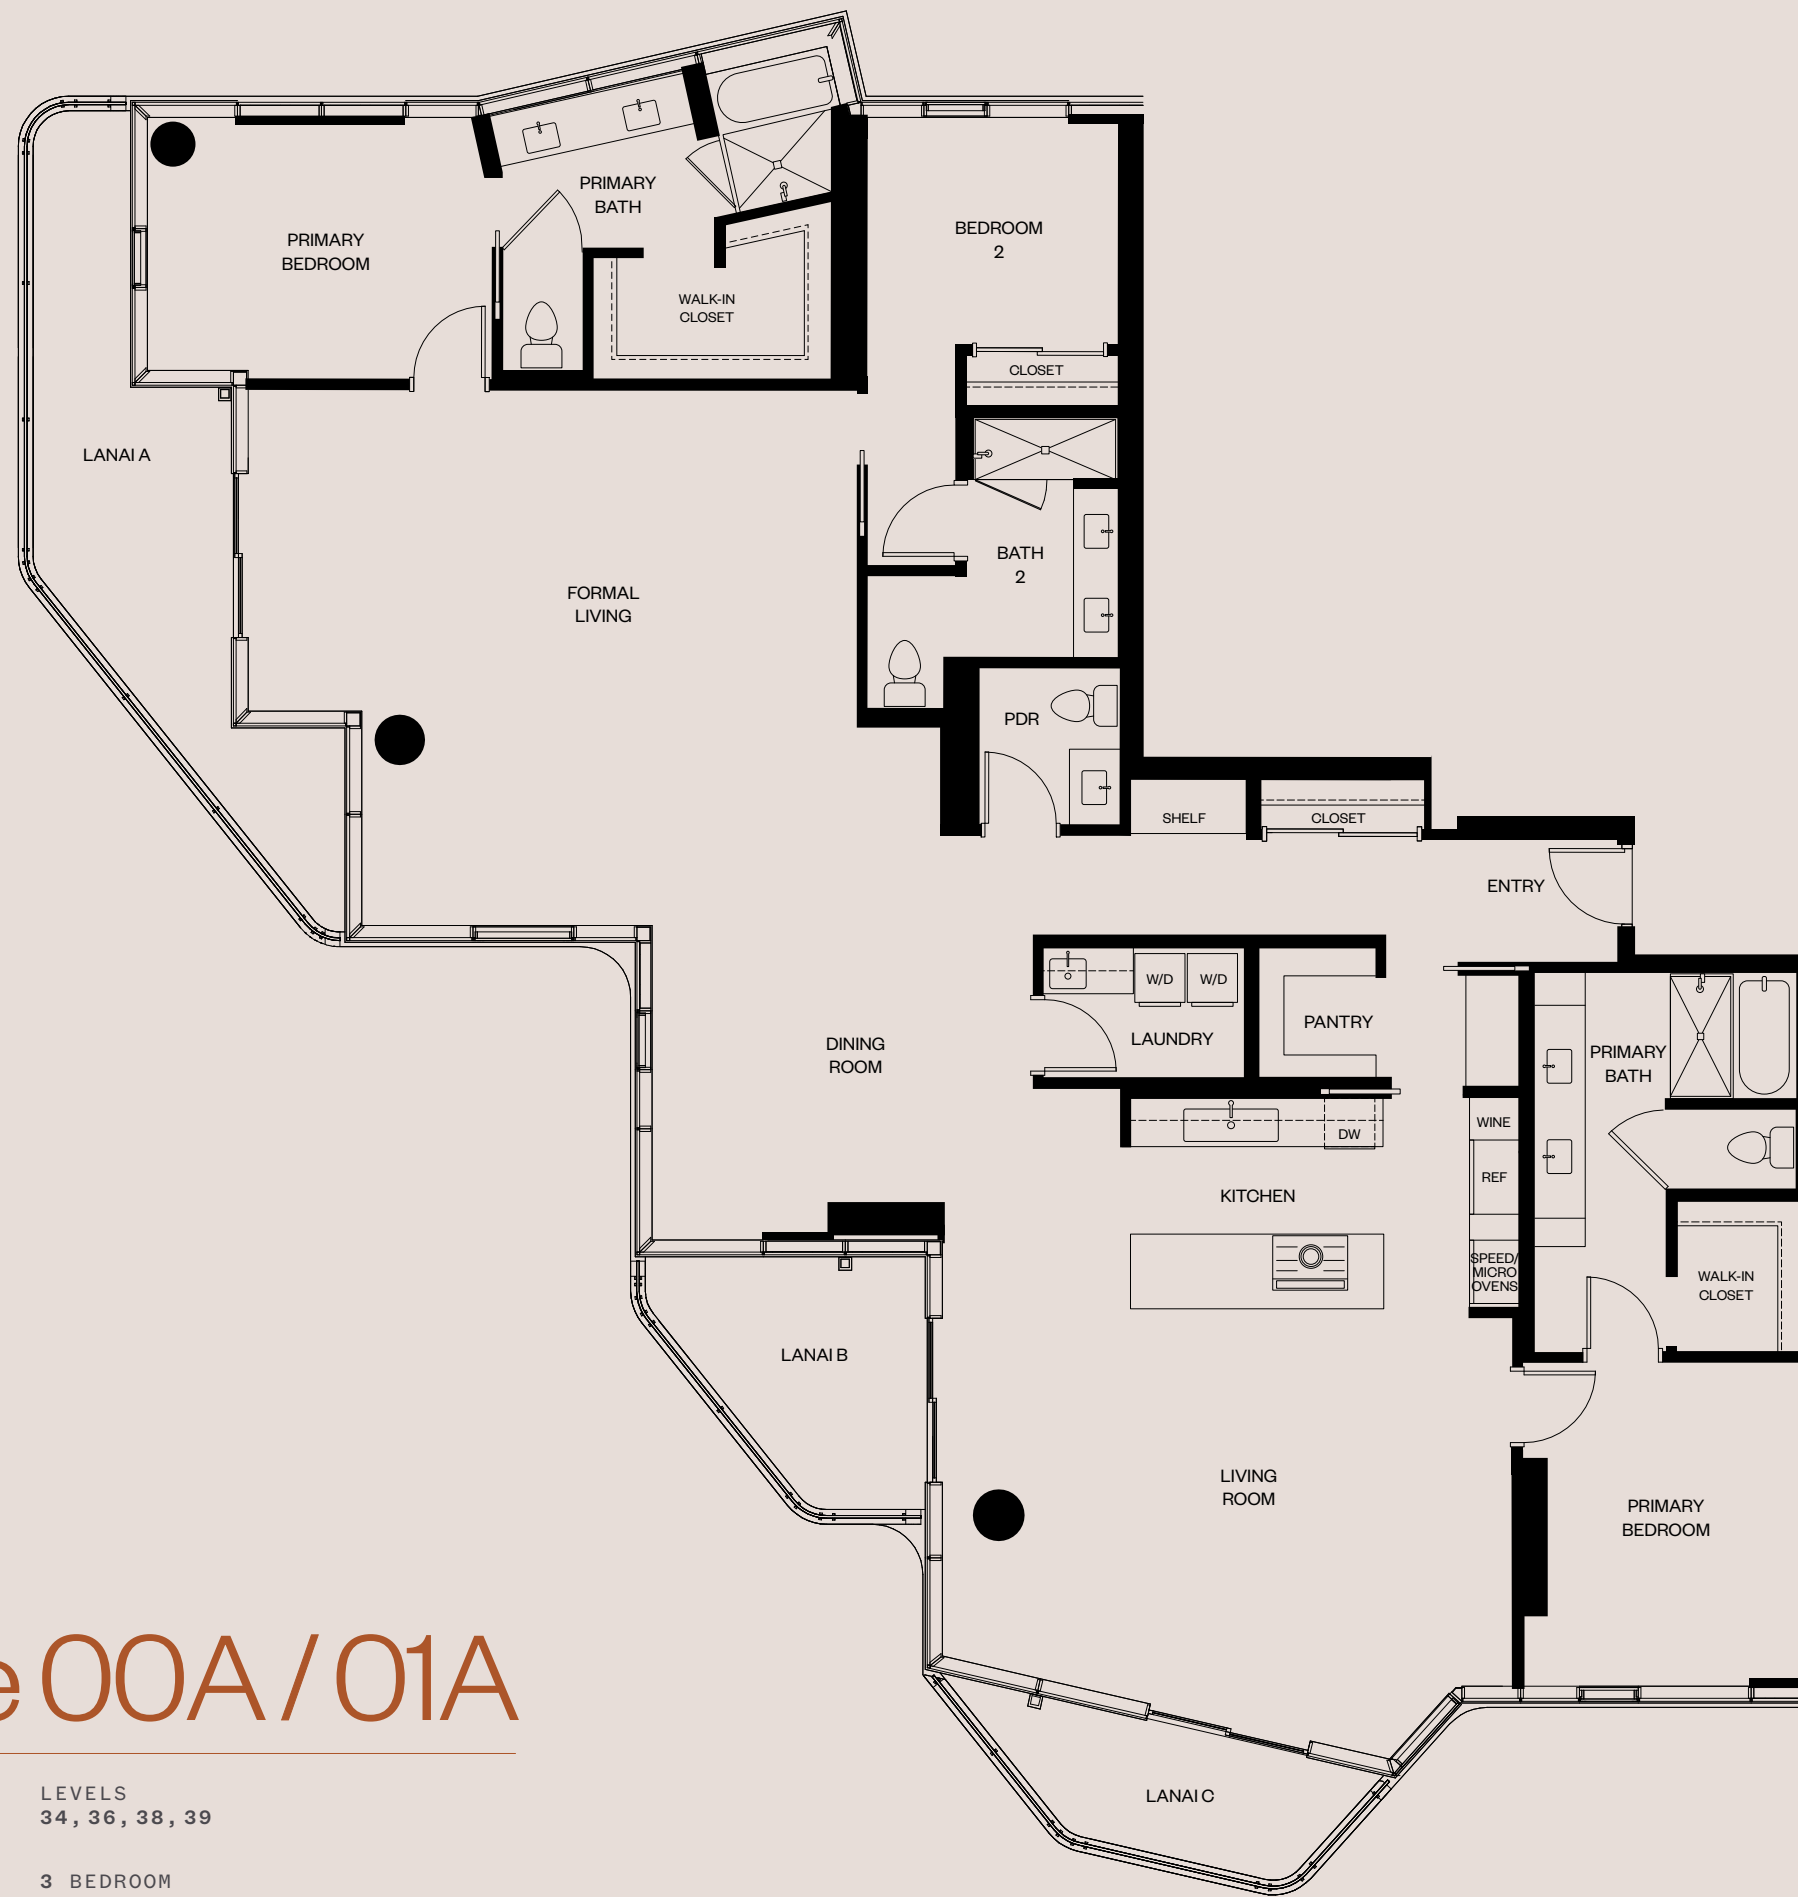 PRIMARY
BATH
PRIMARY
BEDROOM
BEDROOM
2
WALK-IN
CLOSET
CLOSET
LANAI A
BATH
2
FORMAL
LIVING
PDR
SHELF
CLOSET
ENTRY
W/D
W/D
LAUNDRY
PANTRY
DINING
ROOM
PRIMARY
BATH
WINE
DW
REF
KITCHEN
SPEED/
MICRO
OVENS
WALK-IN
CLOSET
LANAI B
LIVING
ROOM
PRIMARY
BEDROOM
LANAI C
e 00A / 01A
LEVELS
34, 36, 38, 39
3 BEDROOM